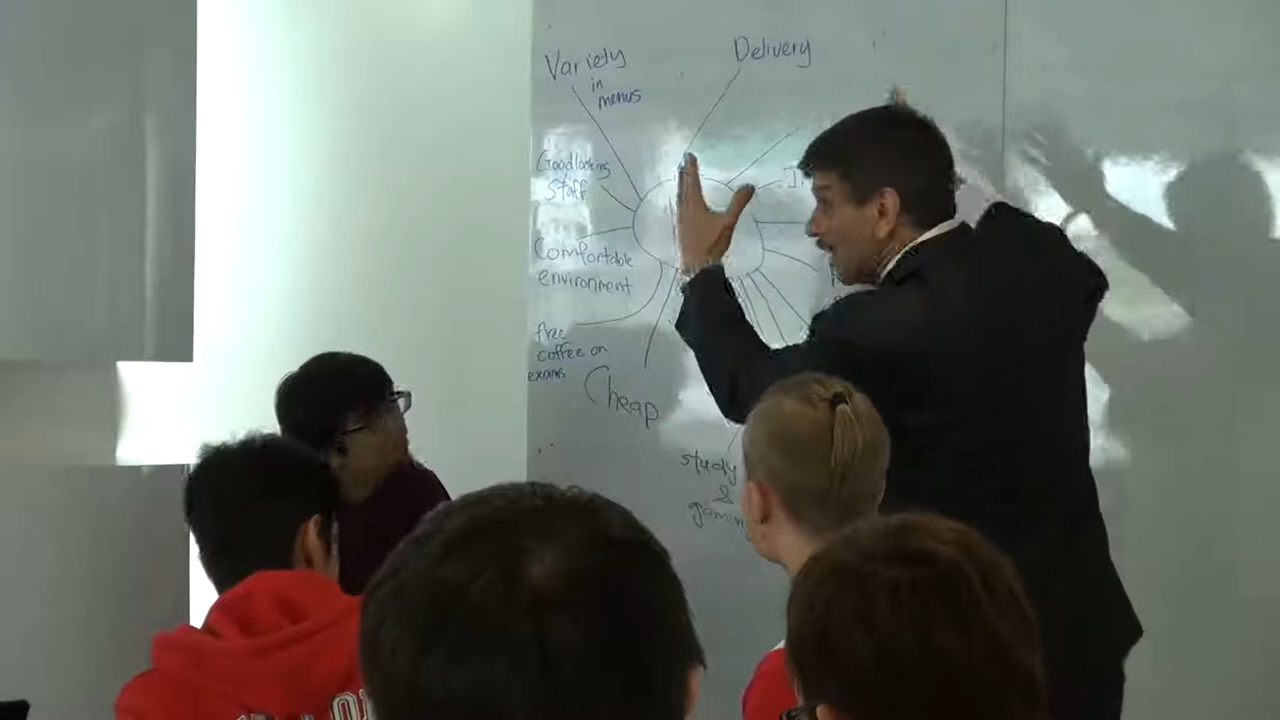 Variety
in
menus
Delivery
Goodlooking
Staff
Comfortable
environment
free
coffee on
exams
Cheap
study
&